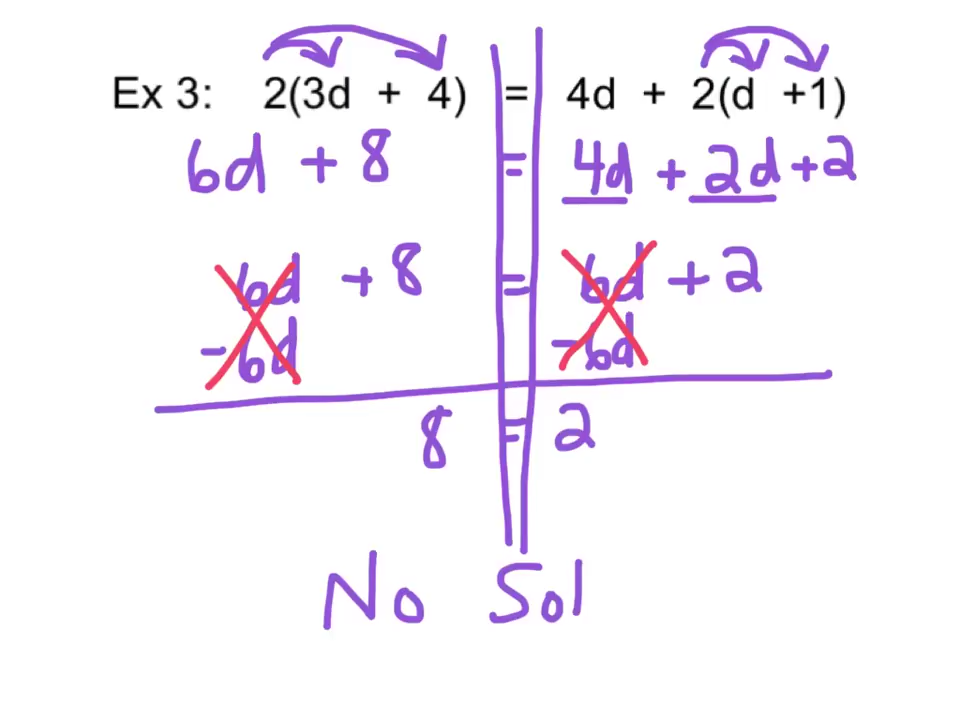 Ex 3: 2(3d + 4) = 4d + 2(d +1)
6d + 8 = 4d + 2d + 2
6d + 8 = 6d + 2
-6d -6d
8 = 2
No Sol